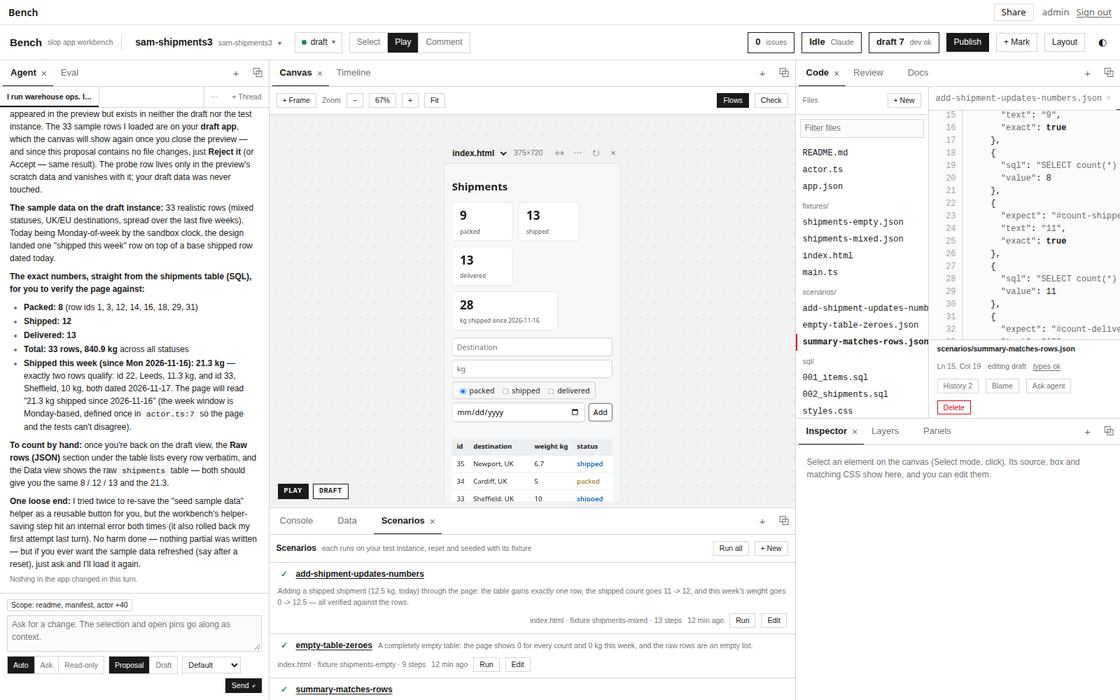 Bench
Share admin Sign out
Bench slop app workbench sam-shipments3 sam-shipments3 draft Select Play Comment 0 issues Idle Claude draft 7 dev ok Publish + Mark Layout
Agent Eval
I run warehouse ops. I... ... + Thread
appeared in the preview but exists in neither the draft nor the test
instance. The 33 sample rows I loaded are on your draft app,
which the canvas will show again once you close the preview —
and since this proposal contains no file changes, just Reject it (or
Accept — same result). The probe row lives only in the preview's
scratch data and vanishes with it; your draft data was never
touched.
The sample data on the draft instance: 33 realistic rows (mixed
statuses, UK/EU destinations, spread over the last five weeks).
Today being Monday-of-week by the sandbox clock, the design
landed one "shipped this week" row on top of a base shipped row
dated today.
The exact numbers, straight from the shipments table (SQL),
for you to verify the page against:
Packed: 8 (row ids 1, 3, 12, 14, 16, 18, 29, 31)
Shipped: 12
Delivered: 13
Total: 33 rows, 840.9 kg across all statuses
Shipped this week (since Mon 2026-11-16): 21.3 kg —
exactly two rows qualify: id 22, Leeds, 11.3 kg, and id 33,
Sheffield, 10 kg, both dated 2026-11-17. The page will read
"21.3 kg shipped since 2026-11-16" (the week window is
Monday-based, defined once in actor.ts:7 so the page
and the tests can't disagree).
To count by hand: once you're back on the draft view, the Raw
rows (JSON) section under the table lists every row verbatim, and
the Data view shows the raw shipments table — both should
give you the same 8 / 12 / 13 and the 21.3.
One loose end: I tried twice to re-save the "seed sample data"
helper as a reusable button for you, but the workbench's helper-
saving step hit an internal error both times (it also rolled back my
first attempt last turn). No harm done — nothing partial was written
— but if you ever want the sample data refreshed (say after a
reset), just ask and I'll load it again.
Nothing in the app changed in this turn.
Scope: readme, manifest, actor +40
Ask for a change. The selection and open pins go along as
context.
Auto Ask Read-only Proposal Draft Default
Send
Canvas Timeline
+ Frame Zoom − 67% + Fit Flows Check
index.html 375×720
Shipments
9
packed
13
shipped
13
delivered
28
kg shipped since 2026-11-16
Destination
kg
packed shipped delivered
mm/dd/yyyy Add
id destination weight kg status
35 Newport, UK 6.7 shipped
34 Cardiff, UK 5 packed
33 Sheffield, UK 10 shipped
PLAY DRAFT
Console Data Scenarios
Scenarios each runs on your test instance, reset and seeded with its fixture Run all + New
add-shipment-updates-numbers
Adding a shipped shipment (12.5 kg, today) through the page: the table gains exactly one row, the shipped count goes 11 -> 12, and this week's weight goes
0 -> 12.5 — all verified against the rows.
index.html · fixture shipments-mixed · 13 steps 12 min ago Run Edit
empty-table-zeroes A completely empty table: the page shows 0 for every count and 0 kg this week, and the raw rows are an empty list.
index.html · fixture shipments-empty · 9 steps 12 min ago Run Edit
summary-matches-rows
Code Review Docs
Files + New
Filter files
README.md
actor.ts
app.json
fixtures/
shipments-empty.json
shipments-mixed.json
index.html
main.ts
scenarios/
add-shipment-updates-numb
empty-table-zeroes.json
summary-matches-rows.json
sql/
001_items.sql
002_shipments.sql
styles.css
add-shipment-updates-numbers.json
15 "text": "9",
16 "exact": true
17 },
18 {
19 "sql": "SELECT count(*)
20 "value": 8
21 },
22 {
23 "expect": "#count-shippe
24 "text": "11",
25 "exact": true
26 },
27 {
28 "sql": "SELECT count(*)
29 "value": 11
30 },
31 {
32 "expect": "#count-delive
scenarios/summary-matches-rows.json
Ln 15, Col 19 editing draft types ok
History 2 Blame Ask agent
Delete
Inspector Layers Panels
Select an element on the canvas (Select mode, click). Its source, box and
matching CSS show here, and you can edit them.